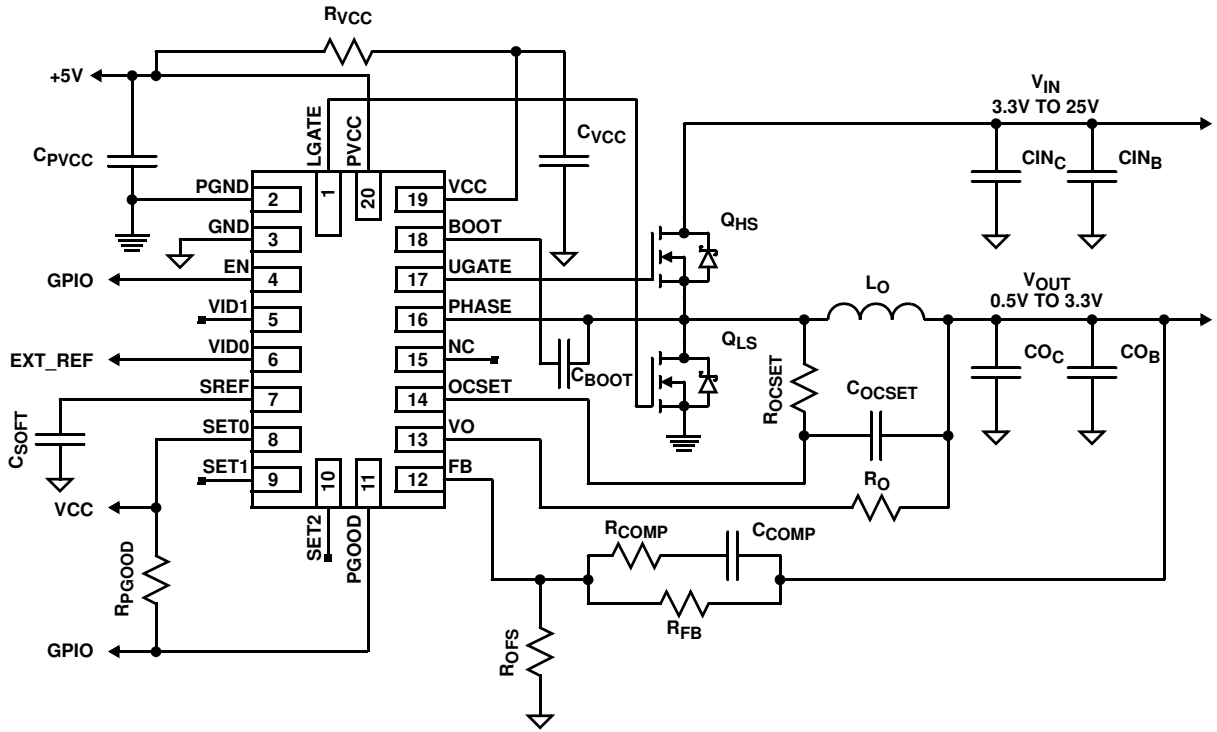 RVCC
+5V
LGATE
PVCC
CVCC
VIN
3.3V TO 25V
CPVCC
CINC
CINB
PGND
2
1
20
19
VCC
GND
3
18
BOOT
QHS
GPIO
EN
4
17
UGATE
VID1
5
16
PHASE
LO
VOUT
0.5V TO 3.3V
QLS
EXT_REF
VID0
6
15
NC
CBOOT
ROCSET
COCSET
COC
COB
SREF
7
14
OCSET
CSOFT
SET0
8
13
VO
SET1
9
10
11
12
FB
RO
VCC
SET2
PGOOD
RCOMP
CCOMP
RPGOOD
RFB
GPIO
ROFS